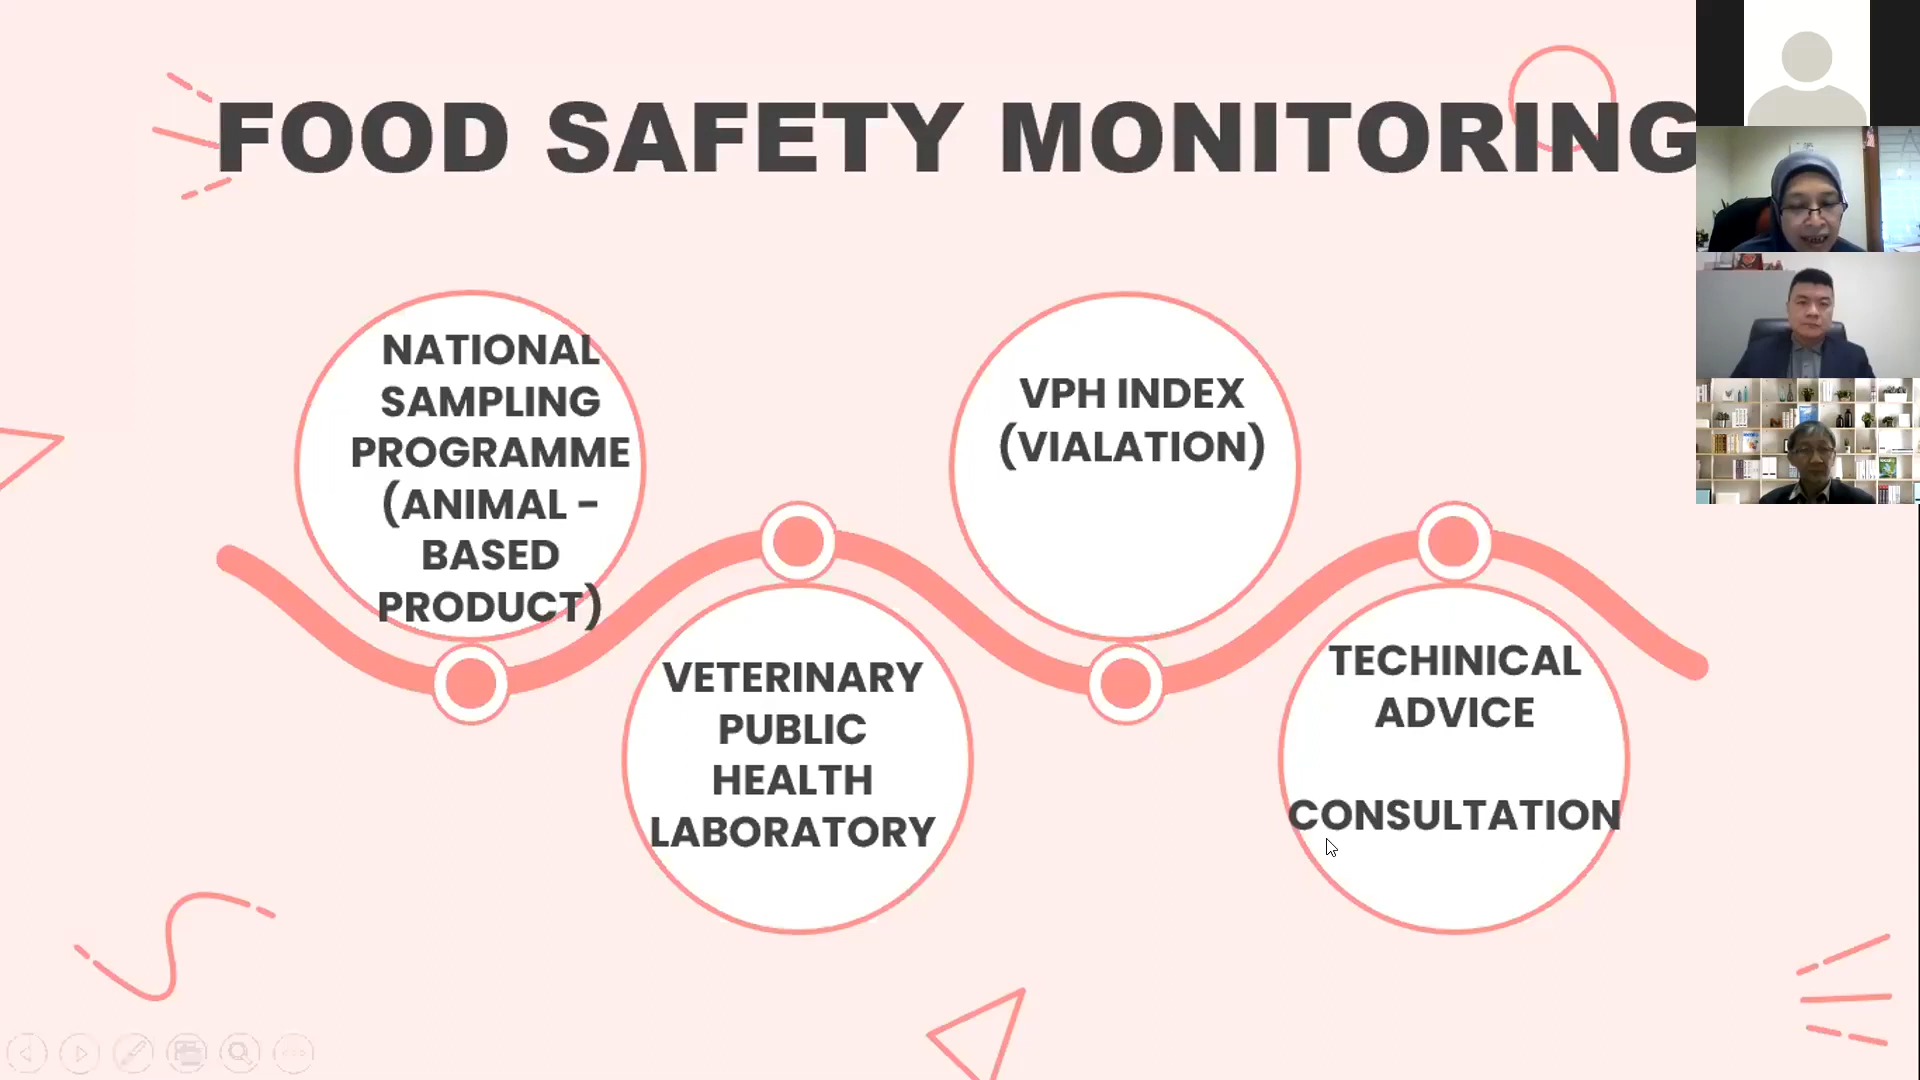 FOOD SAFETY MONITORING
NATIONAL
SAMPLING
PROGRAMME
(ANIMAL -
BASED
PRODUCT)
VETERINARY
PUBLIC
HEALTH
LABORATORY
VPH INDEX
(VIALATION)
TECHINICAL
ADVICE
CONSULTATION